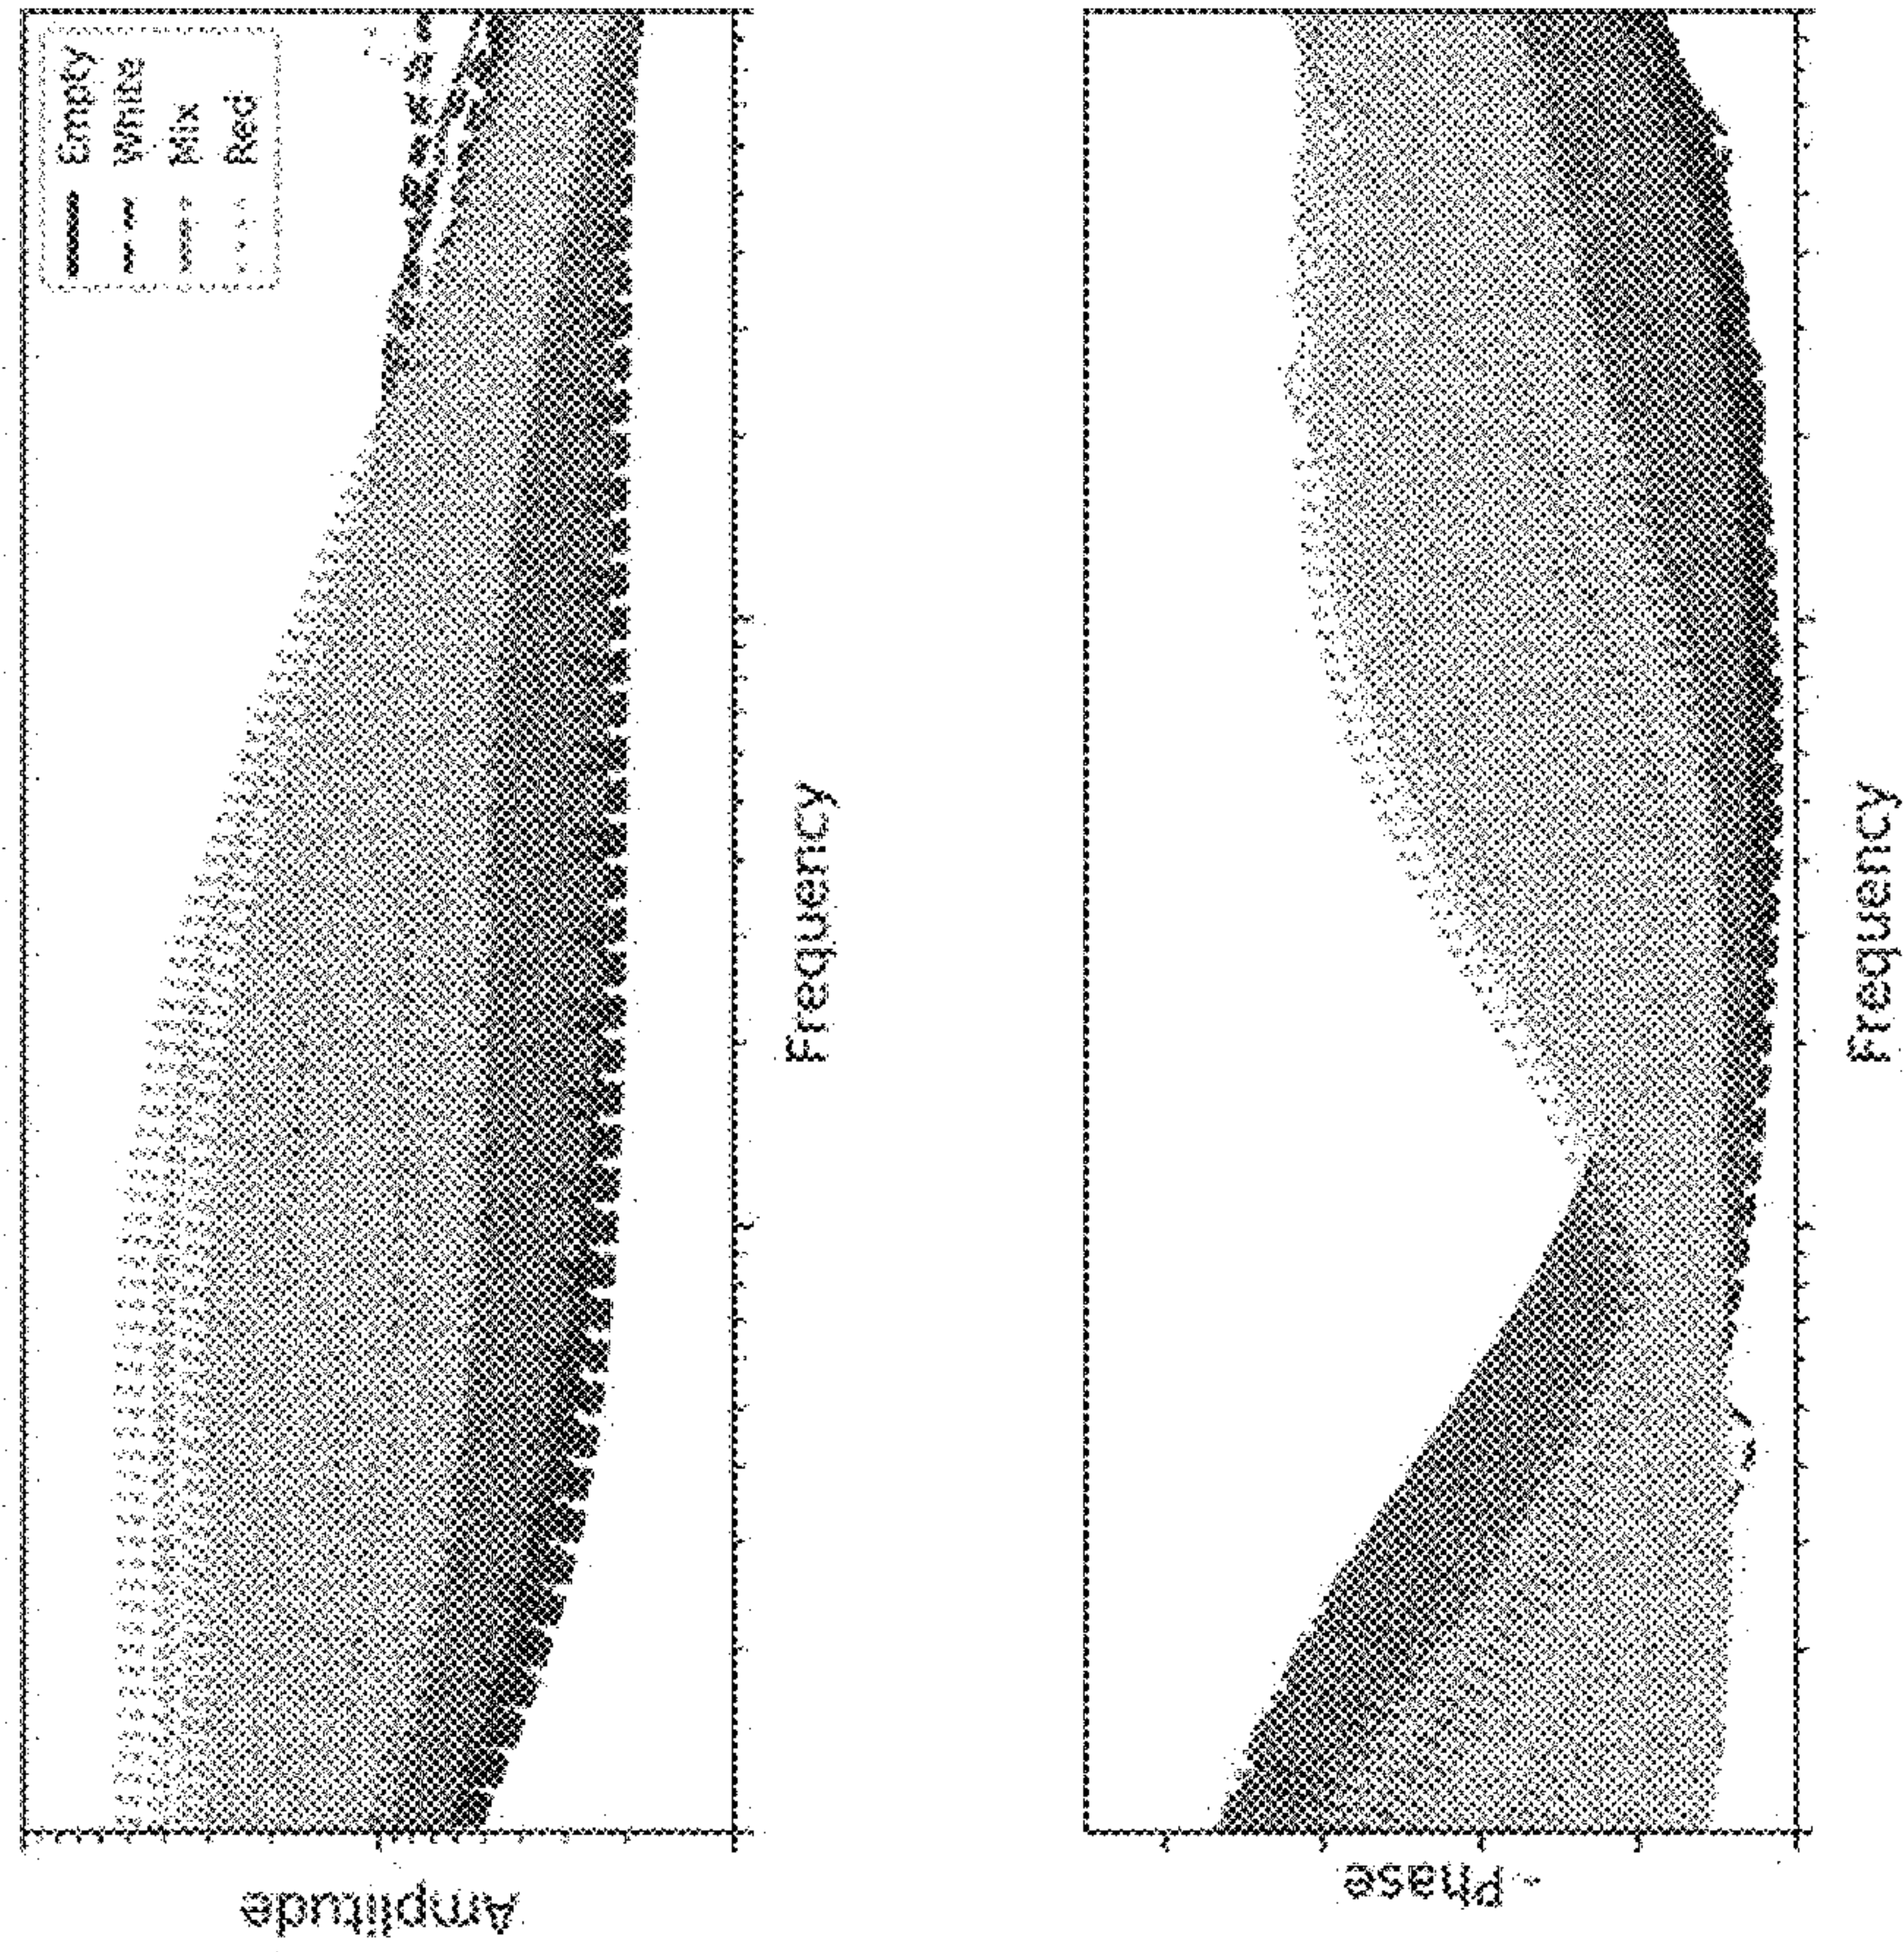 Empty
White
Mix
Red
Amplitude
Frequency
-Phase
Frequency